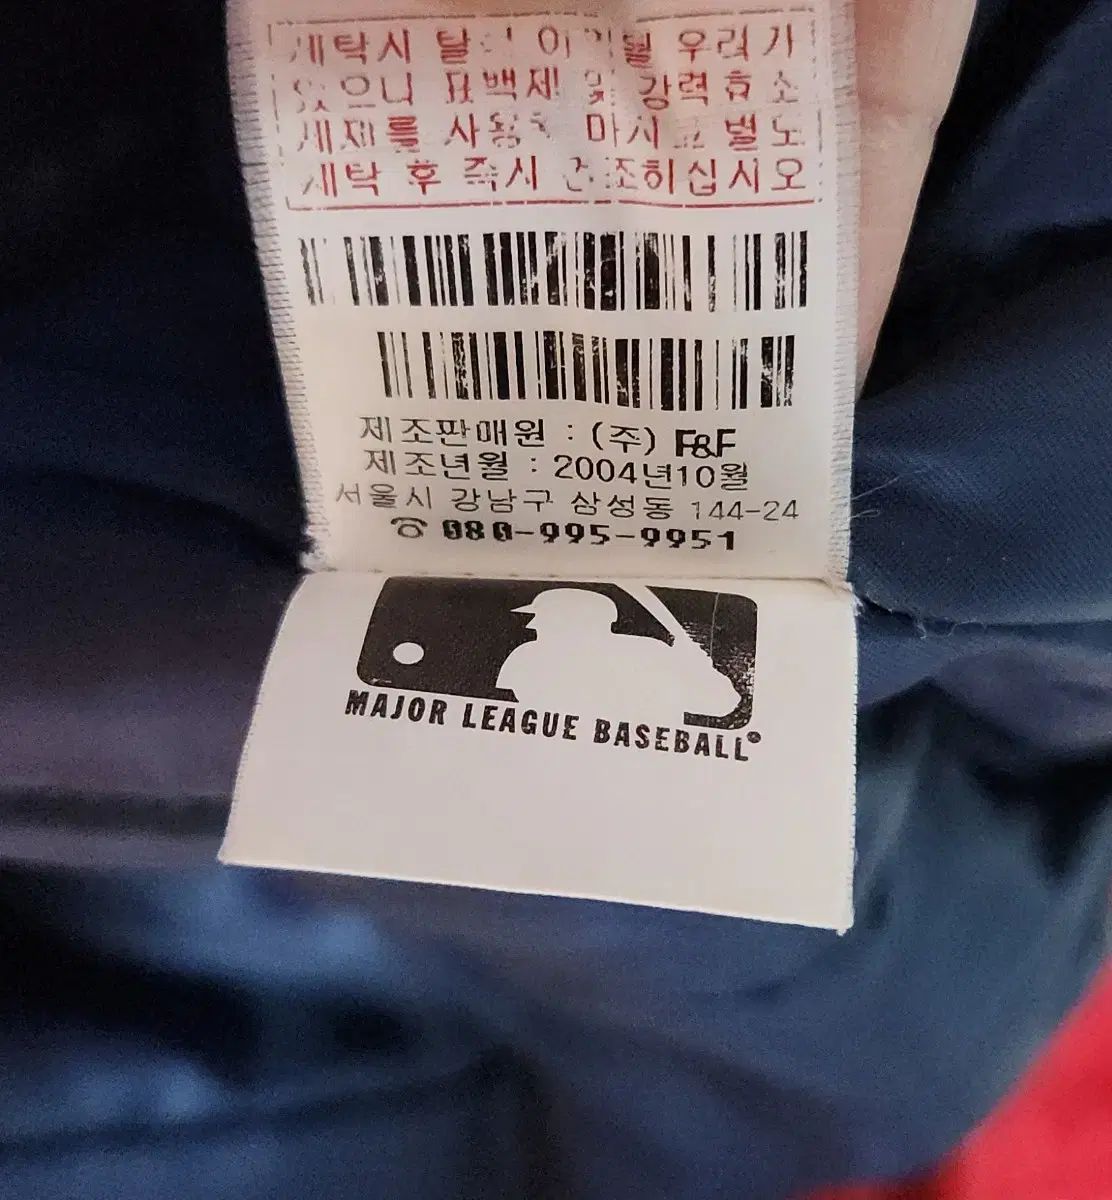 세탁시 탈색 이염될 우려가
있으니 표백제 및 강력효소
세제를 사용치 마시고 별도
세탁 후 즉시 건조하십시오
제조판매원 : (주) F&F
제조년월 : 2004년10월
서울시 강남구 삼성동 144-24
☎ 080-995-9951
MAJOR LEAGUE BASEBALL®